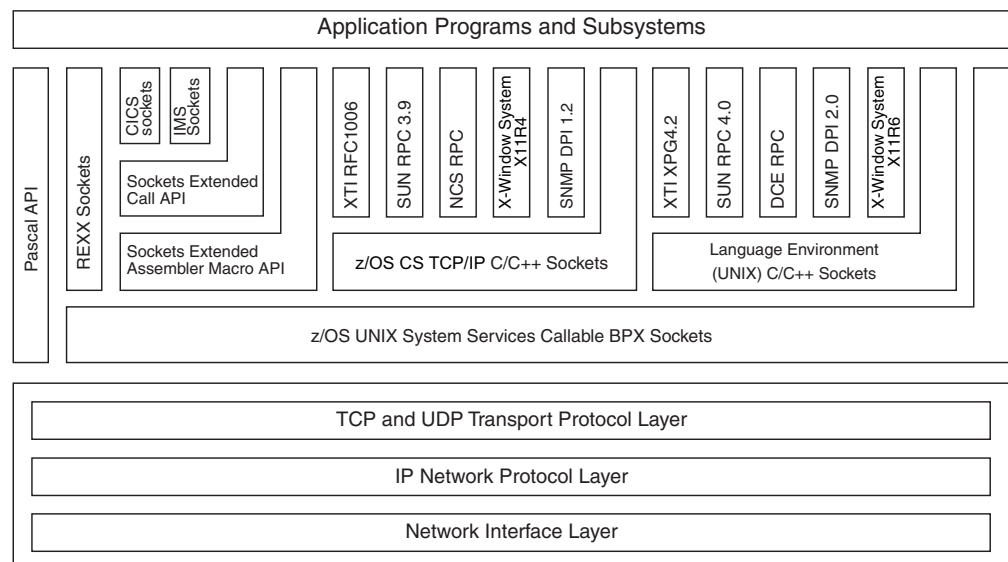 Application Programs and Subsystems
Pascal API
REXX Sockets
CICS
sockets
IMS
Sockets
Sockets Extended
Call API
Sockets Extended
Assembler Macro API
XTI RFC1006
SUN RPC 3.9
NCS RPC
X-Window System
X11R4
SNMP DPI 1.2
z/OS CS TCP/IP C/C++ Sockets
XTI XPG4.2
SUN RPC 4.0
DCE RPC
SNMP DPI 2.0
X-Window System
X11R6
Language Environment
(UNIX) C/C++ Sockets
z/OS UNIX System Services Callable BPX Sockets
TCP and UDP Transport Protocol Layer
IP Network Protocol Layer
Network Interface Layer